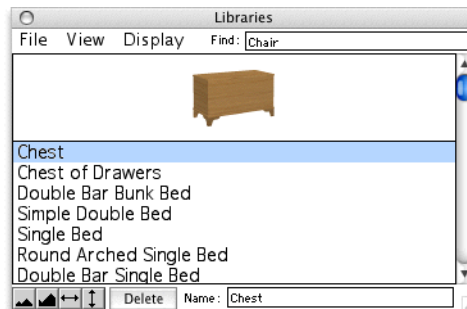 Libraries
File View Display Find: Chair
Chest
Chest of Drawers
Double Bar Bunk Bed
Simple Double Bed
Single Bed
Round Arched Single Bed
Double Bar Single Bed
Delete Name: Chest